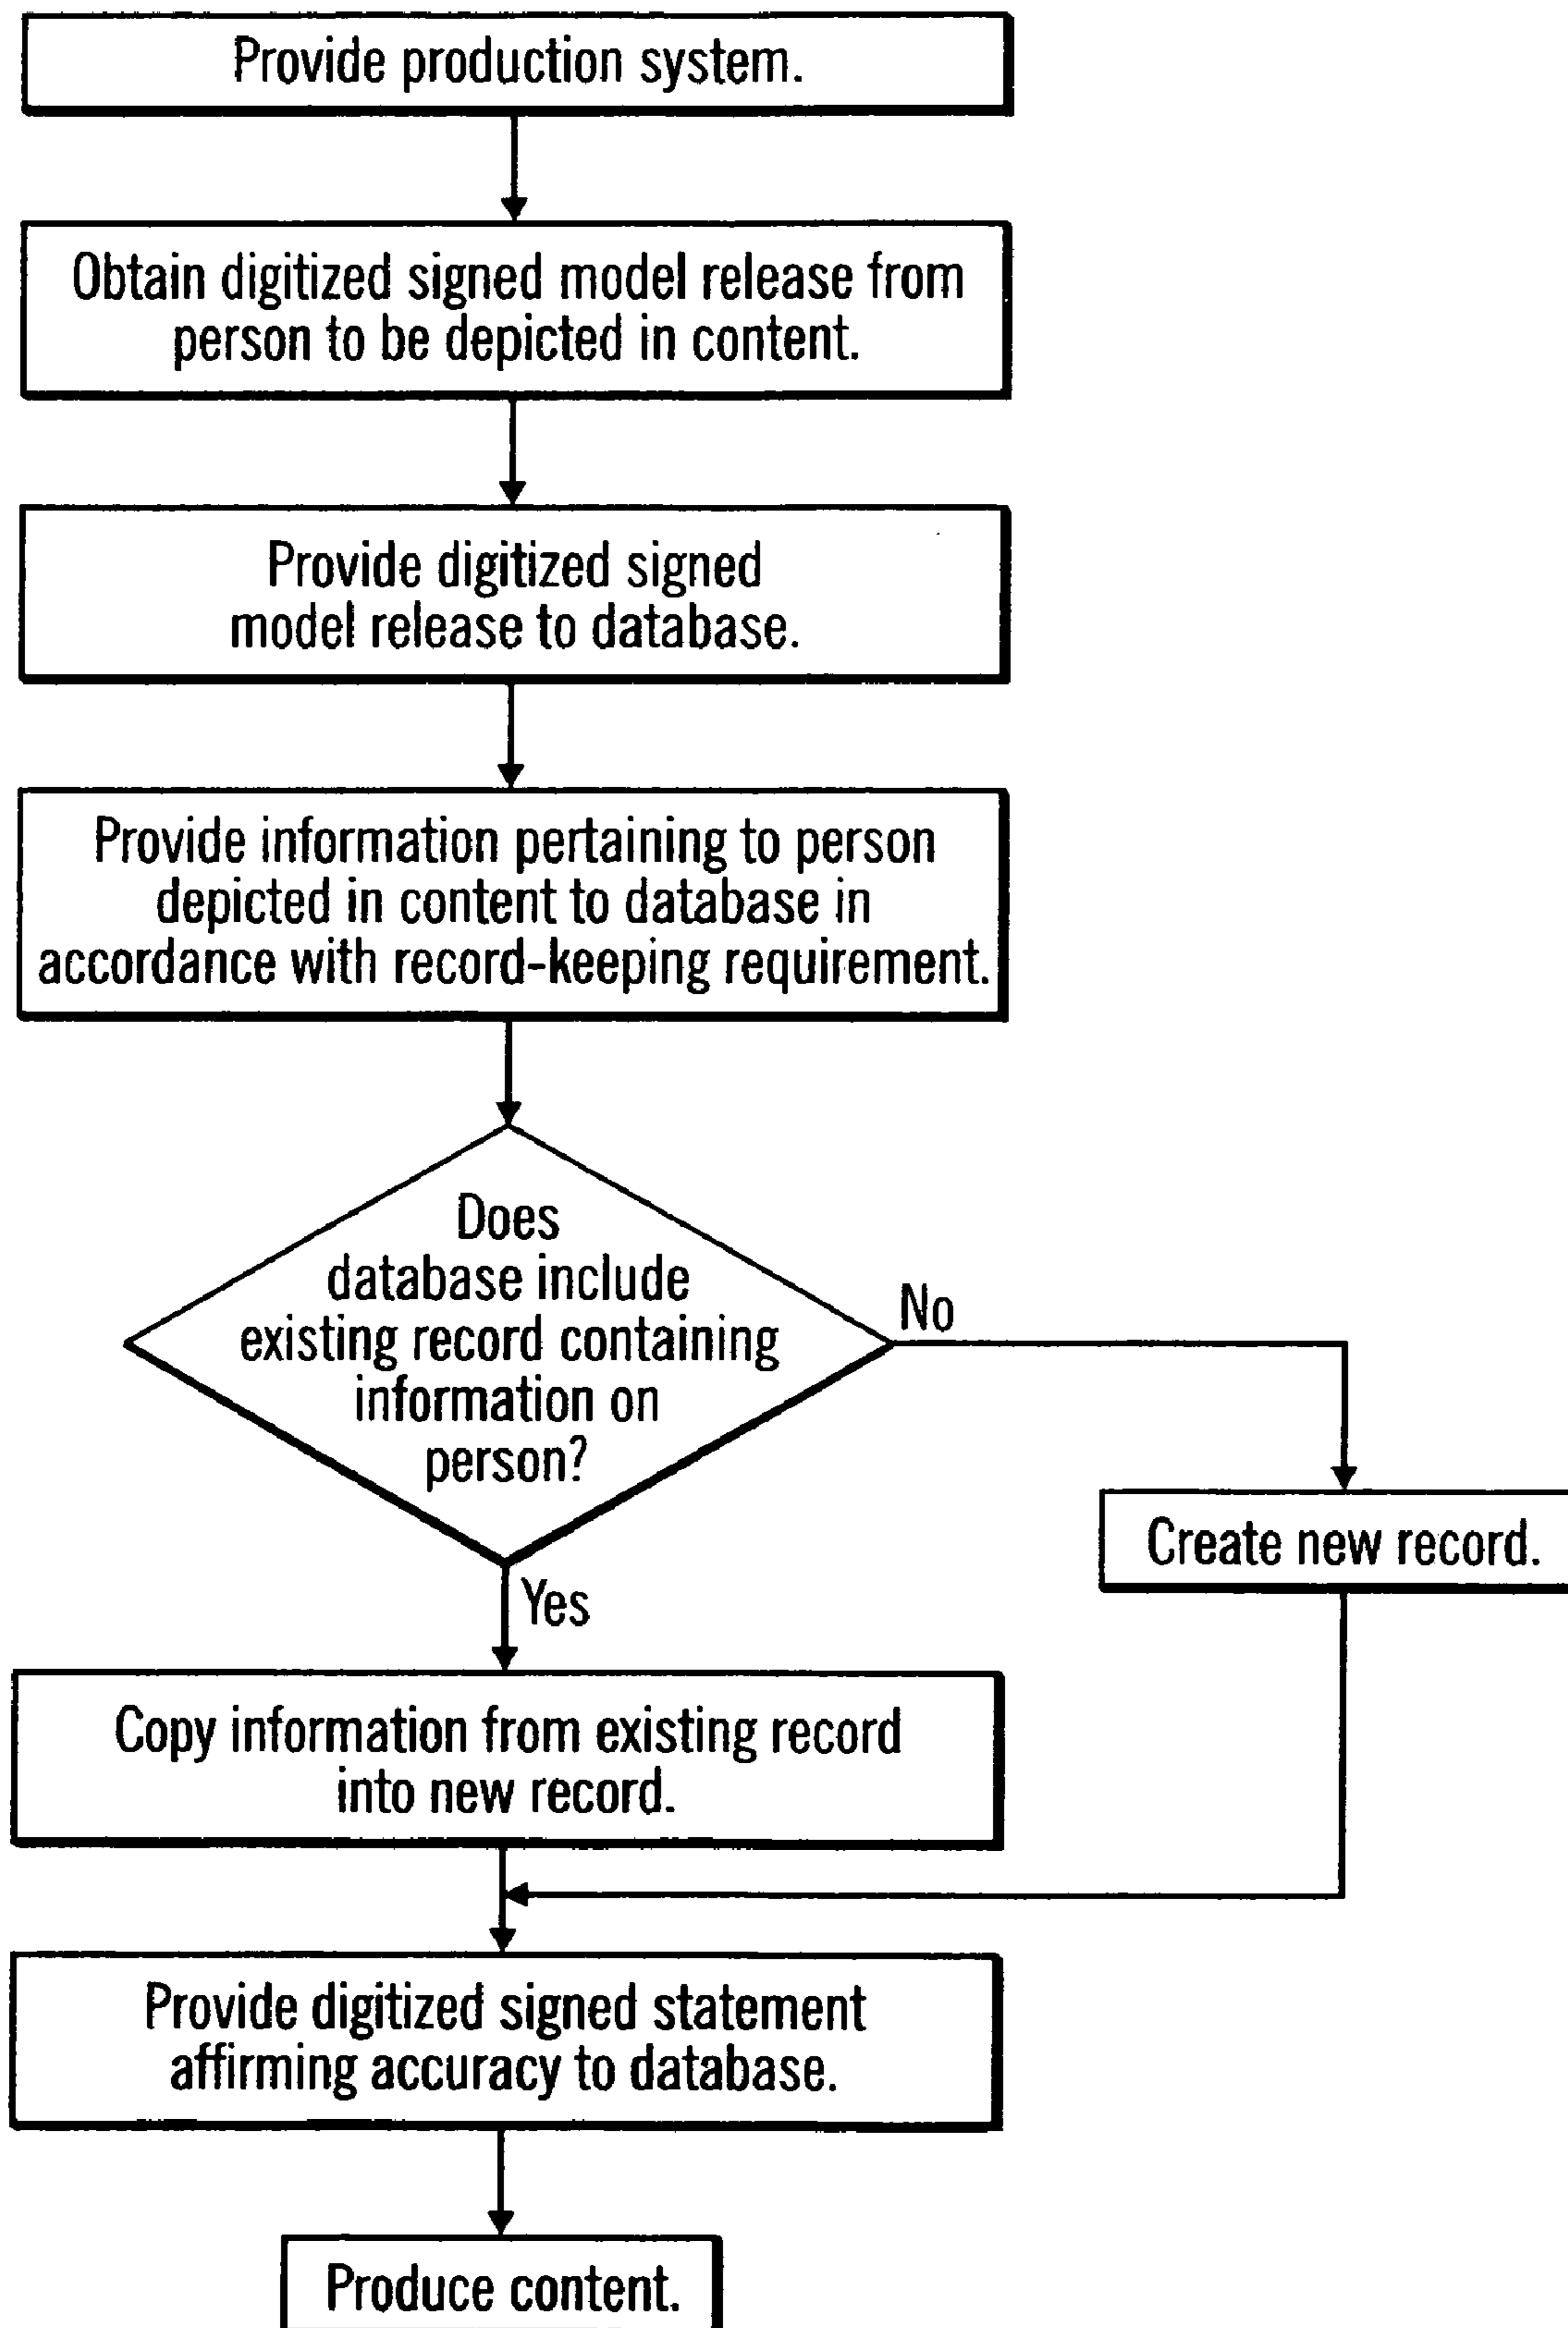 Provide production system.
Obtain digitized signed model release from
person to be depicted in content.
Provide digitized signed
model release to database.
Provide information pertaining to person
depicted in content to database in
accordance with record-keeping requirement.
Does
database include
existing record containing
information on
person?
No
Create new record.
Yes
Copy information from existing record
into new record.
Provide digitized signed statement
affirming accuracy to database.
Produce content.